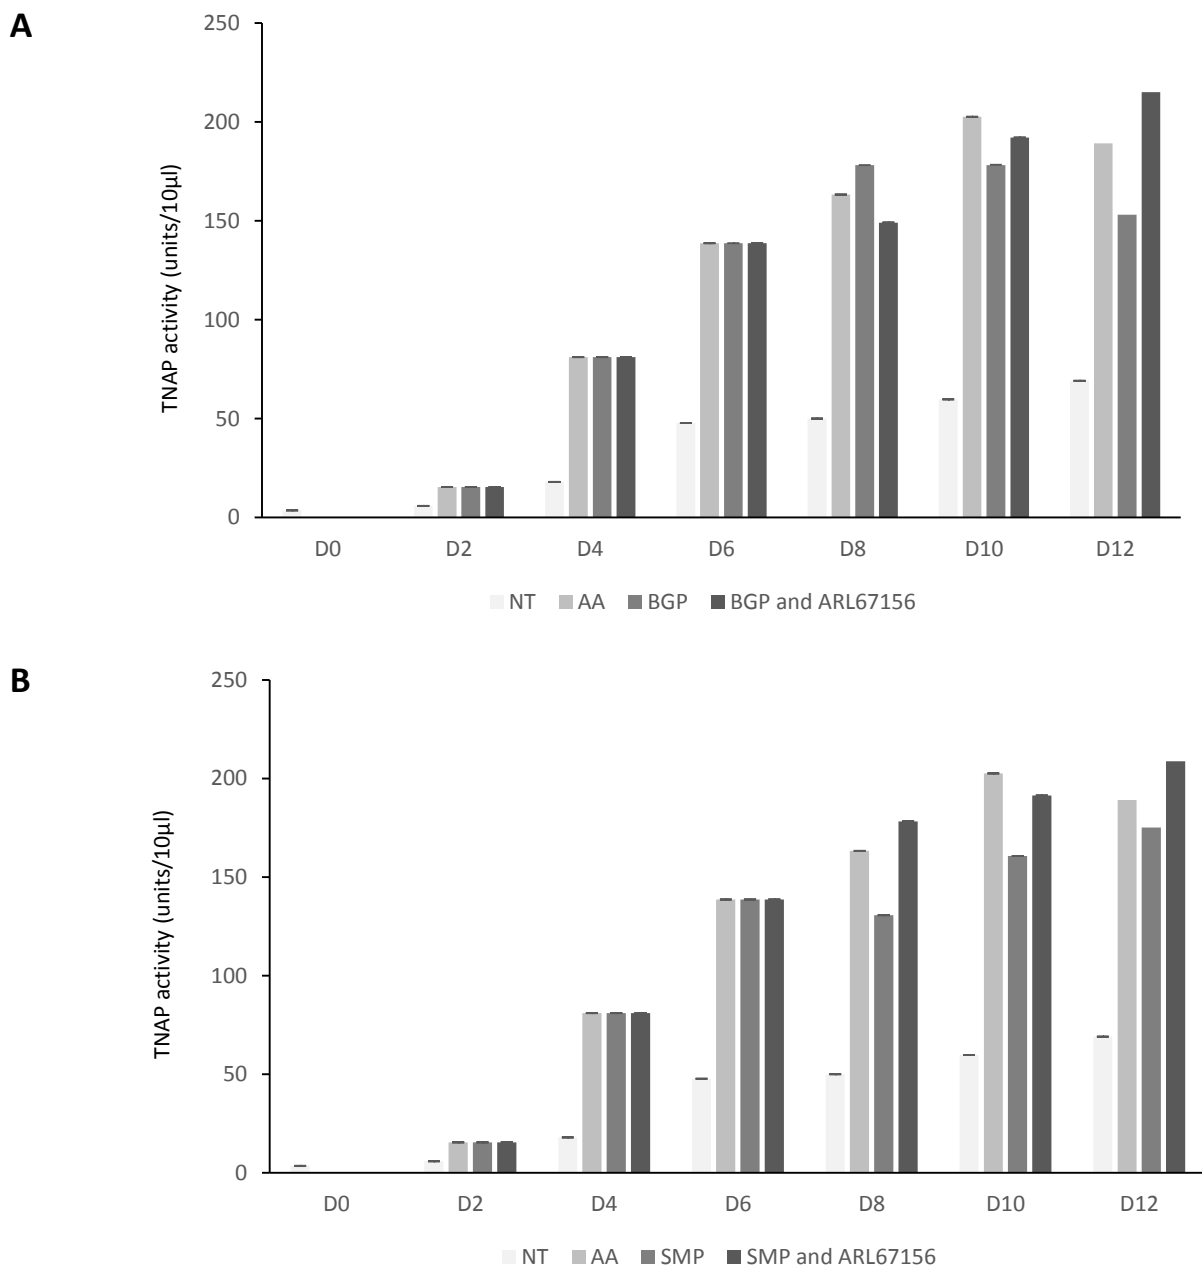 A
250
200
150
100
50
0
TNAP activity (units/10µl)
D0 D2 D4 D6 D8 D10 D12
NT AA BGP BGP and ARL67156
B
250
200
150
100
50
0
TNAP activity (units/10µl)
D0 D2 D4 D6 D8 D10 D12
NT AA SMP SMP and ARL67156